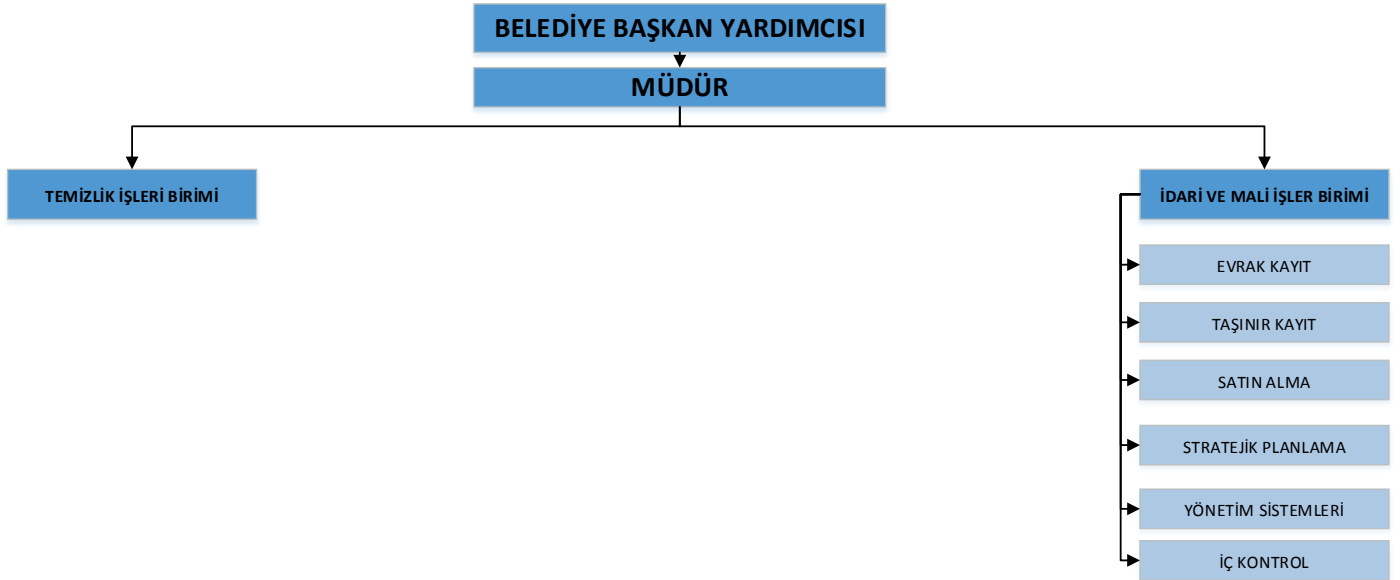 BELEDİYE BAŞKAN YARDIMCISI
MÜDÜR
TEMİZLİK İŞLERİ BİRİMİ
İDARİ VE MALİ İŞLER BİRİMİ
EVRAK KAYIT
TAŞINIR KAYIT
SATIN ALMA
STRATEJİK PLANLAMA
YÖNETİM SİSTEMLERİ
İÇ KONTROL